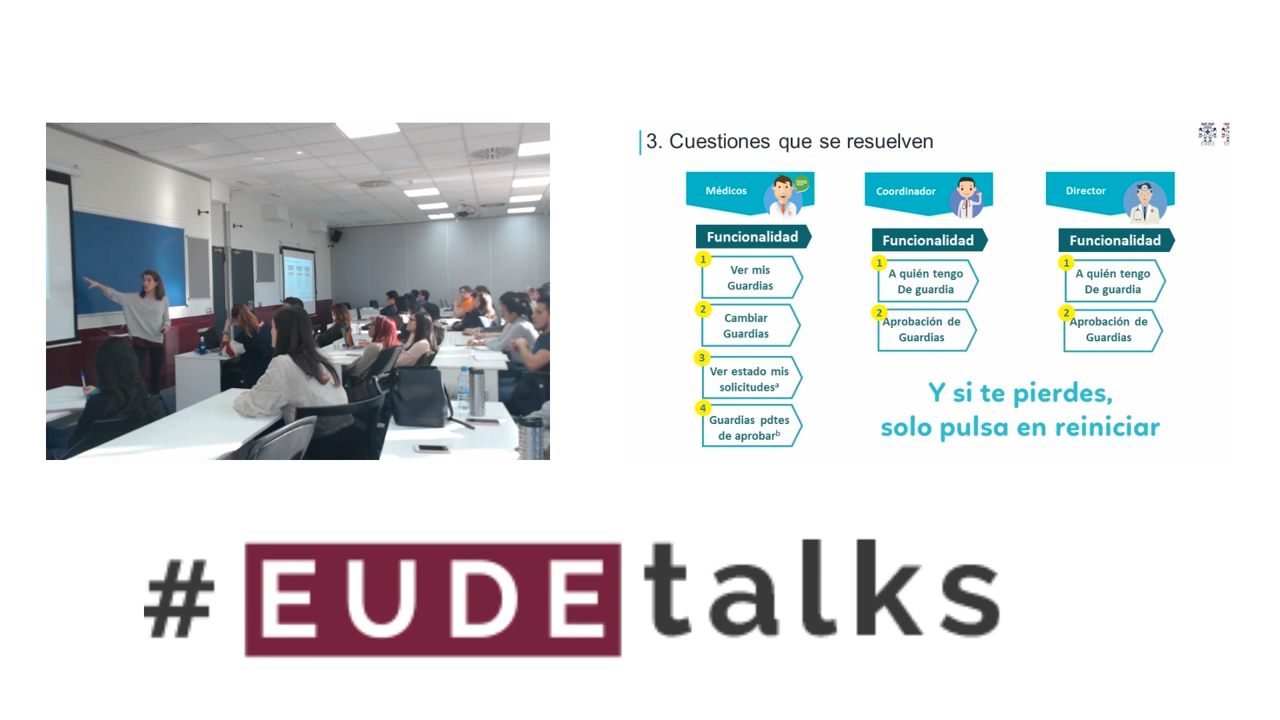 3. Cuestiones que se resuelven
Médicos
Funcionalidad
1
Ver mis
Guardias
2
Cambiar
Guardias
3
Ver estado mis
solicitudesª
4
Guardias pdtes
de aprobarᵇ
Coordinador
Funcionalidad
1
A quién tengo
De guardia
2
Aprobación de
Guardias
Director
Funcionalidad
1
A quién tengo
De guardia
2
Aprobación de
Guardias
Y si te pierdes,
solo pulsa en reiniciar
# EUDE talks